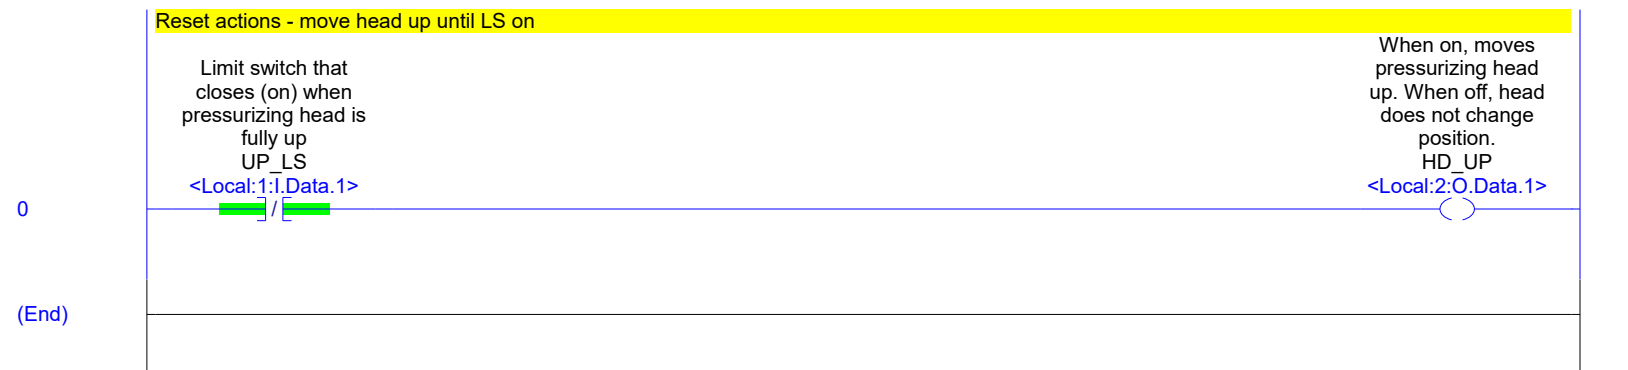 Reset actions - move head up until LS on
Limit switch that
closes (on) when
pressurizing head is
fully up
UP_LS
<Local:1:I.Data.1>
When on, moves
pressurizing head
up. When off, head
does not change
position.
HD_UP
<Local:2:O.Data.1>
0
/
(End)